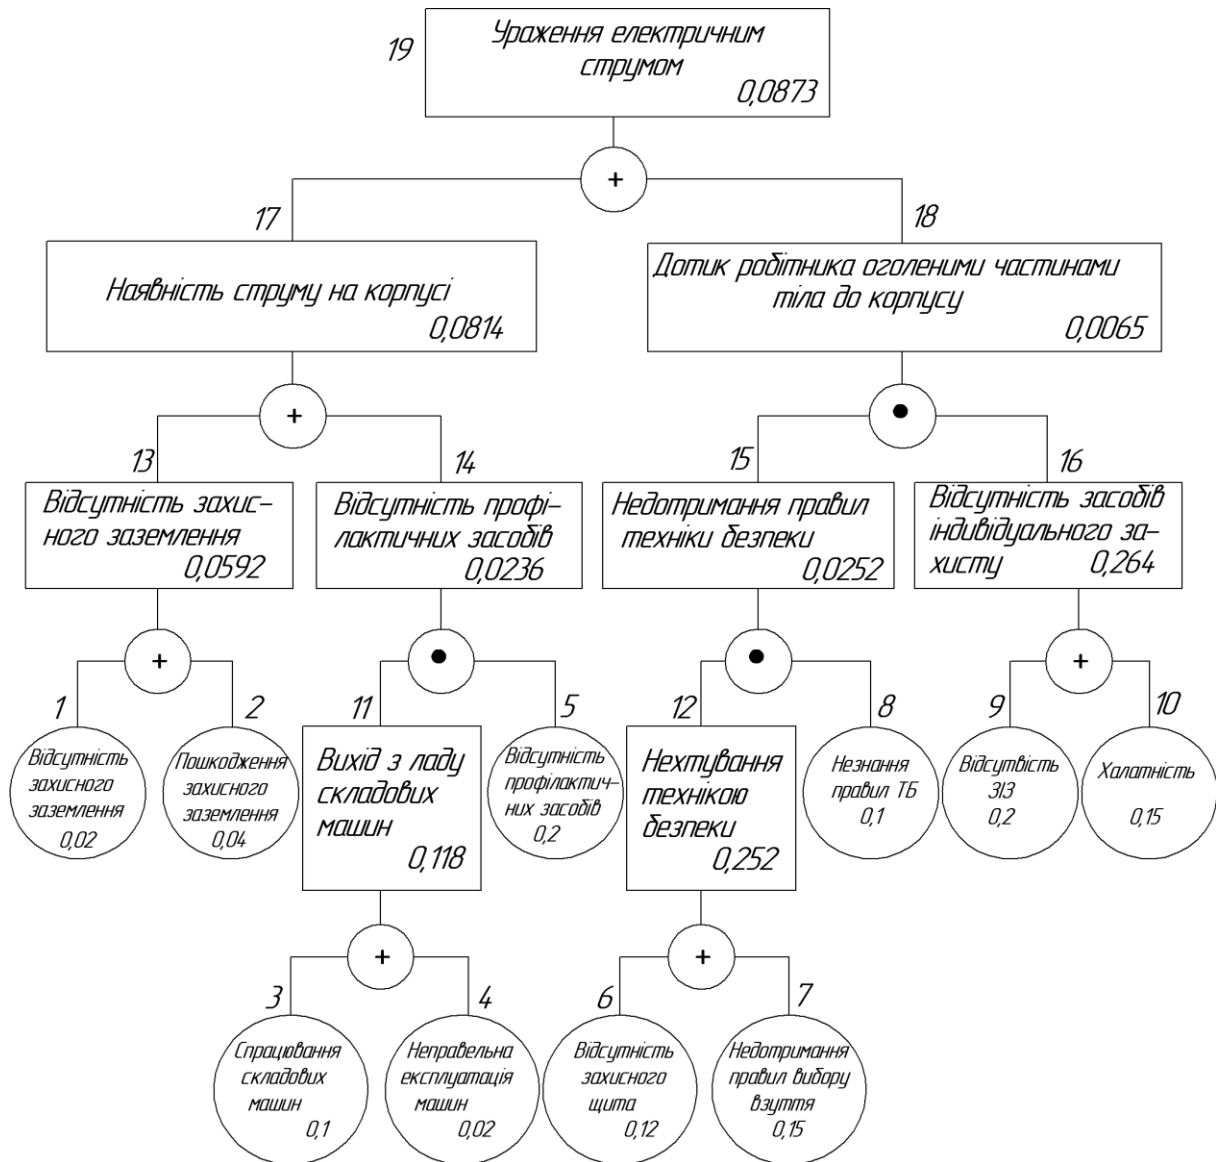 19
Ураження електричним
струмом
0,0873
+
17
18
Наявність струму на корпусі
0,0814
Дотик робітника оголеними частинами
тіла до корпусу
0,0065
+
13
14
15
16
Відсутність захис-
ного заземлення
0,0592
Відсутність профі-
лактичних засобів
0,0236
Недотримання правил
техніки безпеки
0,0252
Відсутність засобів
індивідуального за-
хисту 0,264
+
+
1
2
11
5
12
8
9
10
Відсутність
захисного
заземлення
0,02
Пошкодження
захисного
заземлення
0,04
Вихід з ладу
складових
машин
0,118
Відсутність
профілактич-
них засобів
0,2
Нехтування
технікою
безпеки
0,252
Незнання
правил ТБ
0,1
Відсутвість
ЗІЗ
0,2
Халатність
0,15
+
+
3
4
6
7
Спрацювання
складових
машин
0,1
Неправельна
експлуатація
машин
0,02
Відсутність
захисного
щита
0,12
Недотримання
правил вибору
взуття
0,15